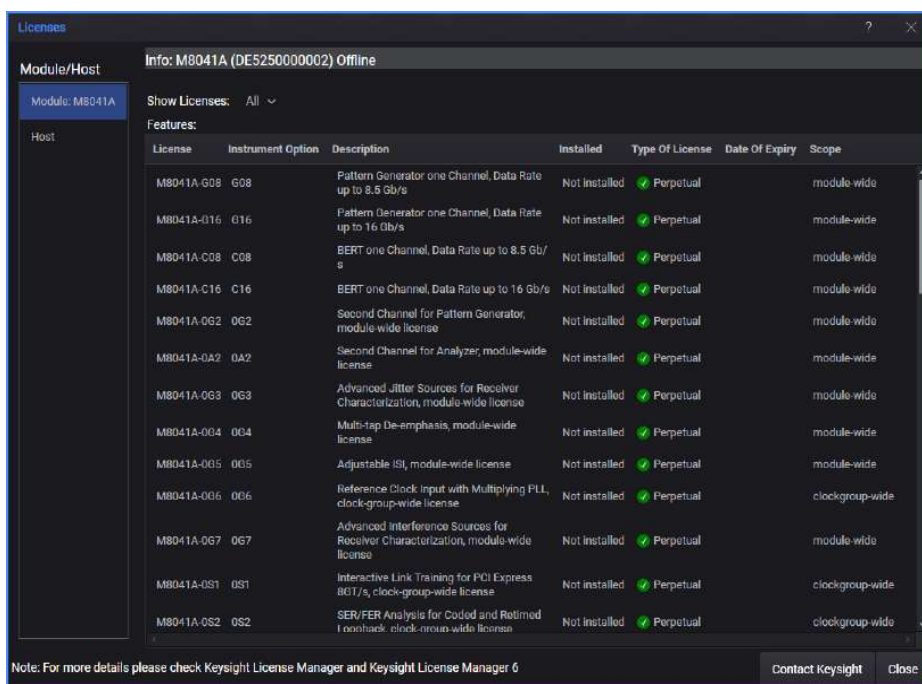 Licenses ? ×
Module/Host
Module: M8041A
Host
Info: M8041A (DE5250000002) Offline
Show Licenses: All
Features:
License Instrument Option Description Installed Type Of License Date Of Expiry Scope
M8041A-G08 G08 Pattern Generator one Channel, Data Rate Not installed Perpetual module-wide
up to 8.5 Gb/s
M8041A-G16 G16 Pattern Generator one Channel, Data Rate Not installed Perpetual module-wide
up to 16 Gb/s
M8041A-C08 C08 BERT one Channel, Data Rate up to 8.5 Gb/ Not installed Perpetual module-wide
s
M8041A-C16 C16 BERT one Channel, Data Rate up to 16 Gb/s Not installed Perpetual module-wide
M8041A-0G2 0G2 Second Channel for Pattern Generator, Not installed Perpetual module-wide
module-wide license
M8041A-0A2 0A2 Second Channel for Analyzer, module-wide Not installed Perpetual module-wide
license
M8041A-0G3 0G3 Advanced Jitter Sources for Receiver Not installed Perpetual module-wide
Characterization, module-wide license
M8041A-0G4 0G4 Multi-tap De-emphasis, module-wide Not installed Perpetual module-wide
license
M8041A-0G5 0G5 Adjustable ISI, module-wide license Not installed Perpetual module-wide
M8041A-0G6 0G6 Reference Clock Input with Multiplying PLL, Not installed Perpetual clockgroup-wide
clock-group-wide license
M8041A-0G7 0G7 Advanced Interference Sources for Not installed Perpetual module-wide
Receiver Characterization, module-wide
license
M8041A-0S1 0S1 Interactive Link Training for PCI Express Not installed Perpetual clockgroup-wide
8GT/s, clock-group-wide license
M8041A-0S2 0S2 SER/FER Analysis for Coded and Retimed Not installed Perpetual clockgroup-wide
Loopback, clock-group-wide license
Note: For more details please check Keysight License Manager and Keysight License Manager 6
Contact Keysight Close